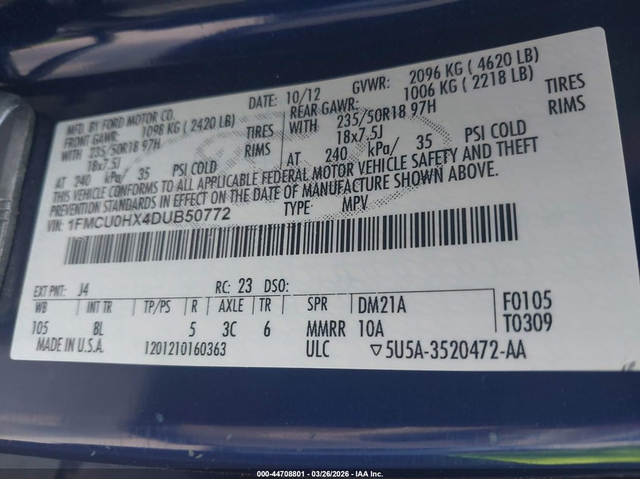 MFD. BY FORD MOTOR CO.
DATE: 10/12
GVWR: 2096 KG ( 4620 LB)
FRONT GAWR: 1098 KG ( 2420 LB)
REAR GAWR: 1006 KG ( 2218 LB)
WITH 235/50R18 97H TIRES
WITH 235/50R18 97H TIRES
18x7.5J RIMS
18x7.5J RIMS
AT 240 kPa/ 35 PSI COLD
AT 240 kPa/ 35 PSI COLD
THIS VEHICLE CONFORMS TO ALL APPLICABLE FEDERAL MOTOR VEHICLE SAFETY AND THEFT
PREVENTION STANDARDS IN EFFECT ON THE DATE OF MANUFACTURE SHOWN ABOVE.
VIN: 1FMCU0HX4DUB50772
TYPE: MPV
EXT PNT: J4 RC: 23 DSO:
WB INT TR TP/PS R AXLE TR SPR DM21A F0105
105 8L 5 3C 6 MMRR 10A T0309
MADE IN U.S.A. 1201210160363 ULC 5U5A-3520472-AA
000-44708801 | 03/26/2026 - IAA Inc.